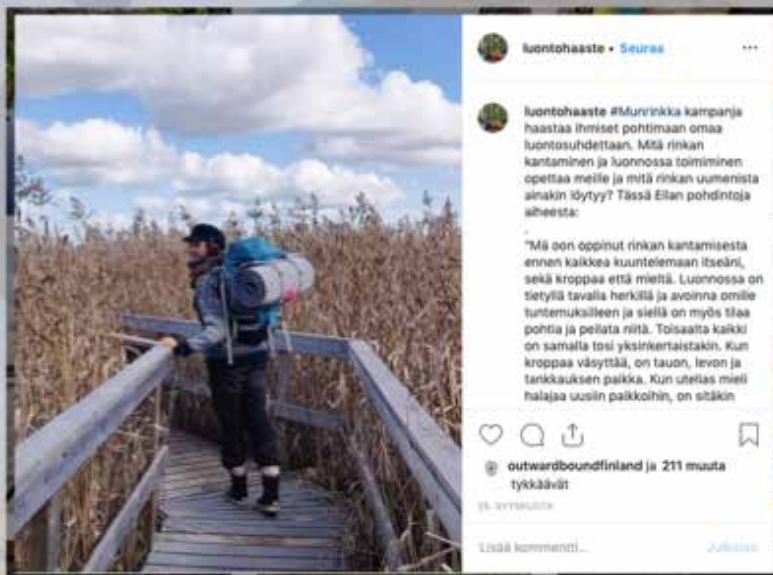 luontohaaste • Seuraa
luontohaaste #Munrinkka kampanja
haastaa ihmiset pohtimaan omaa
luontosuhdettaan. Mitä rinkan
kantaminen ja luonnossa toimiminen
opettaa meille ja mitä rinkan uumenista
ainakin löytyy? Tässä Eilan pohdintoja
aiheesta:
.
"Mä oon oppinut rinkan kantamisesta
ennen kaikkea kuuntelemaan itseäni,
sekä kroppaa että mieltä. Luonnossa on
tietyllä tavalla herkillä ja avoinna omille
tuntemuksilleen ja siellä on myös tilaa
pohtia ja peilata niitä. Toisaalta kaikki
on samalla tosi yksinkertaistakin. Kun
kroppaa väsyttää, on tauon, levon ja
tankkauksen paikka. Kun utelias mieli
halajaa uusiin paikkoihin, on sitäkin
outwardboundfinland ja 211 muuta
tykkäävät
SYYSKUUTA
Lisää kommentti...
Julkaise